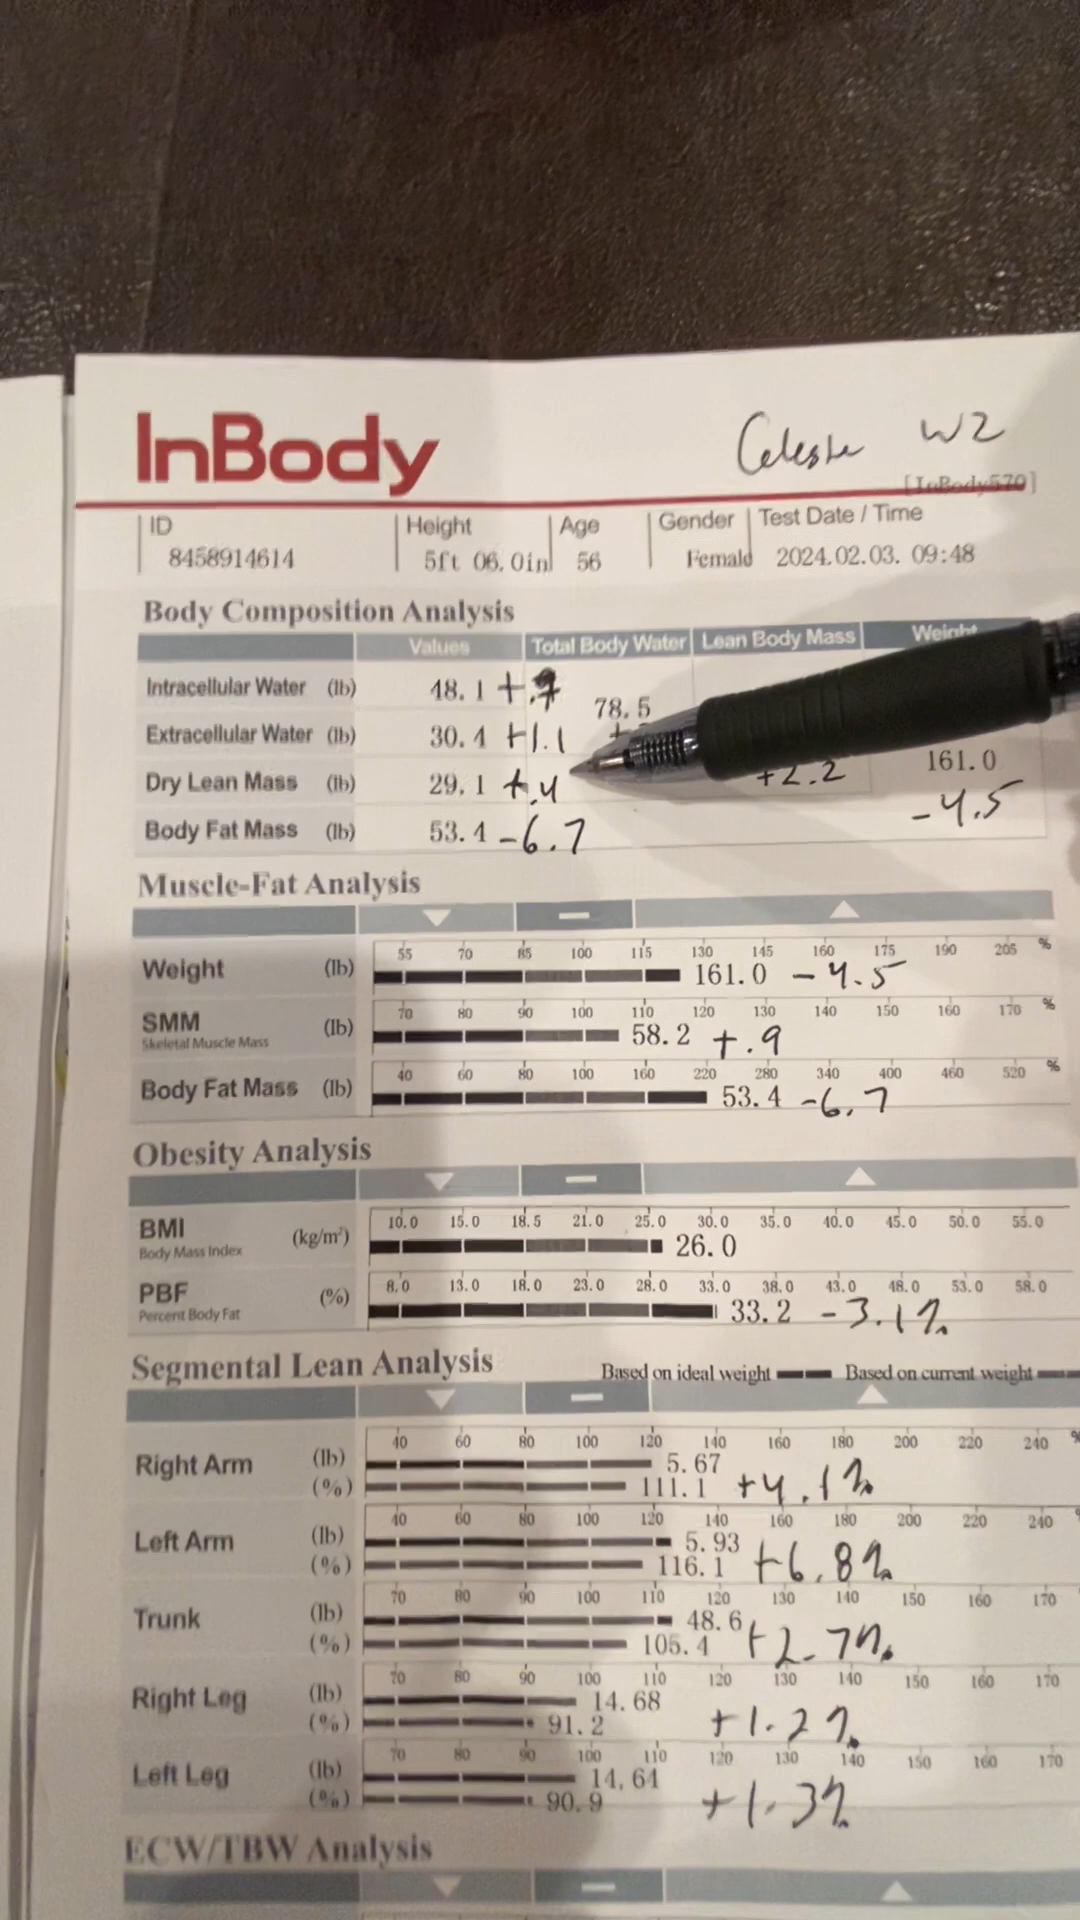 InBody
Celeste W2
[InBody570]
ID Height Age Gender Test Date / Time
8458914614 5ft 06.0in 56 Female 2024.02.03. 09:48
Body Composition Analysis
Values Total Body Water Lean Body Mass Weight
Intracellular Water (lb) 48.1
78.5
Extracellular Water (lb) 30.4 +1.1
161.0
Dry Lean Mass (lb) 29.1 +.4 +2.2
-4.5
Body Fat Mass (lb) 53.4 -6.7
Muscle-Fat Analysis
55 70 85 100 115 130 145 160 175 190 205 %
Weight (lb) 161.0 -4.5
70 80 90 100 110 120 130 140 150 160 170 %
SMM (lb) 58.2 +.9
Skeletal Muscle Mass
40 60 80 100 160 220 280 340 400 460 520 %
Body Fat Mass (lb) 53.4 -6.7
Obesity Analysis
10.0 15.0 18.5 21.0 25.0 30.0 35.0 40.0 45.0 50.0 55.0
BMI (kg/m²) 26.0
Body Mass Index
8.0 13.0 18.0 23.0 28.0 33.0 38.0 43.0 48.0 53.0 58.0
PBF (%) 33.2 -3.1%
Percent Body Fat
Segmental Lean Analysis Based on ideal weight Based on current weight
40 60 80 100 120 140 160 180 200 220 240 %
Right Arm (lb) 5.67
(%) 111.1 +4.1%
40 60 80 100 120 140 160 180 200 220 240
Left Arm (lb) 5.93
(%) 116.1 +6.8%
70 80 90 100 110 120 130 140 150 160 170
Trunk (lb) 48.6
(%) 105.4 +2.7%
70 80 90 100 110 120 130 140 150 160 170
Right Leg (lb) 14.68
(%) 91.2 +1.2%
70 80 90 100 110 120 130 140 150 160 170
Left Leg (lb) 14.64
(%) 90.9 +1.3%
ECW/TBW Analysis